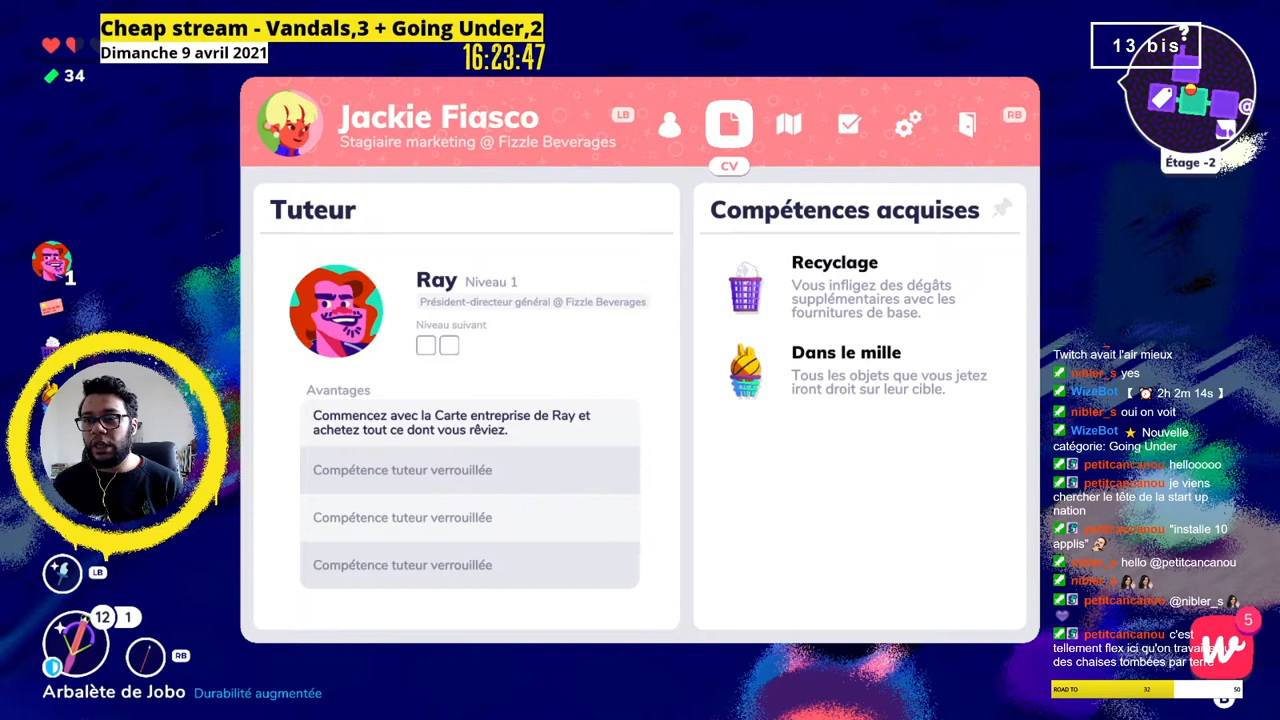 Cheap stream - Vandals,3 + Going Under,2
Dimanche 9 avril 2021
16:23:47
34
13 bis
?
@
Étage -2
Jackie Fiasco
Stagiaire marketing @ Fizzle Beverages
LB
RB
CV
Tuteur
Ray Niveau 1
Président-directeur général @ Fizzle Beverages
Niveau suivant
Avantages
Commencez avec la Carte entreprise de Ray et
achetez tout ce dont vous rêviez.
Compétence tuteur verrouillée
Compétence tuteur verrouillée
Compétence tuteur verrouillée
Compétences acquises
Recyclage
Vous infligez des dégâts
supplémentaires avec les
fournitures de base.
Dans le mille
Tous les objets que vous jetez
iront droit sur leur cible.
1
LB
12 1
RB
Arbalète de Jobo Durabilité augmentée
Twitch avait l'air mieux
nibler_s yes
WizeBot 【 2h 2m 14s 】
nibler_s oui on voit
WizeBot Nouvelle
catégorie: Going Under
petitcancanou hellooooo
petitcancanou je viens
chercher le tête de la start up
nation
petitcancanou "installe 10
applis"
nibler_s hello @petitcancanou
nibler_s
petitcancanou @nibler_s
petitcancanou c'est
tellement flex ici qu'on
des chaises tombées par terre
5
w
ROAD TO 32 50